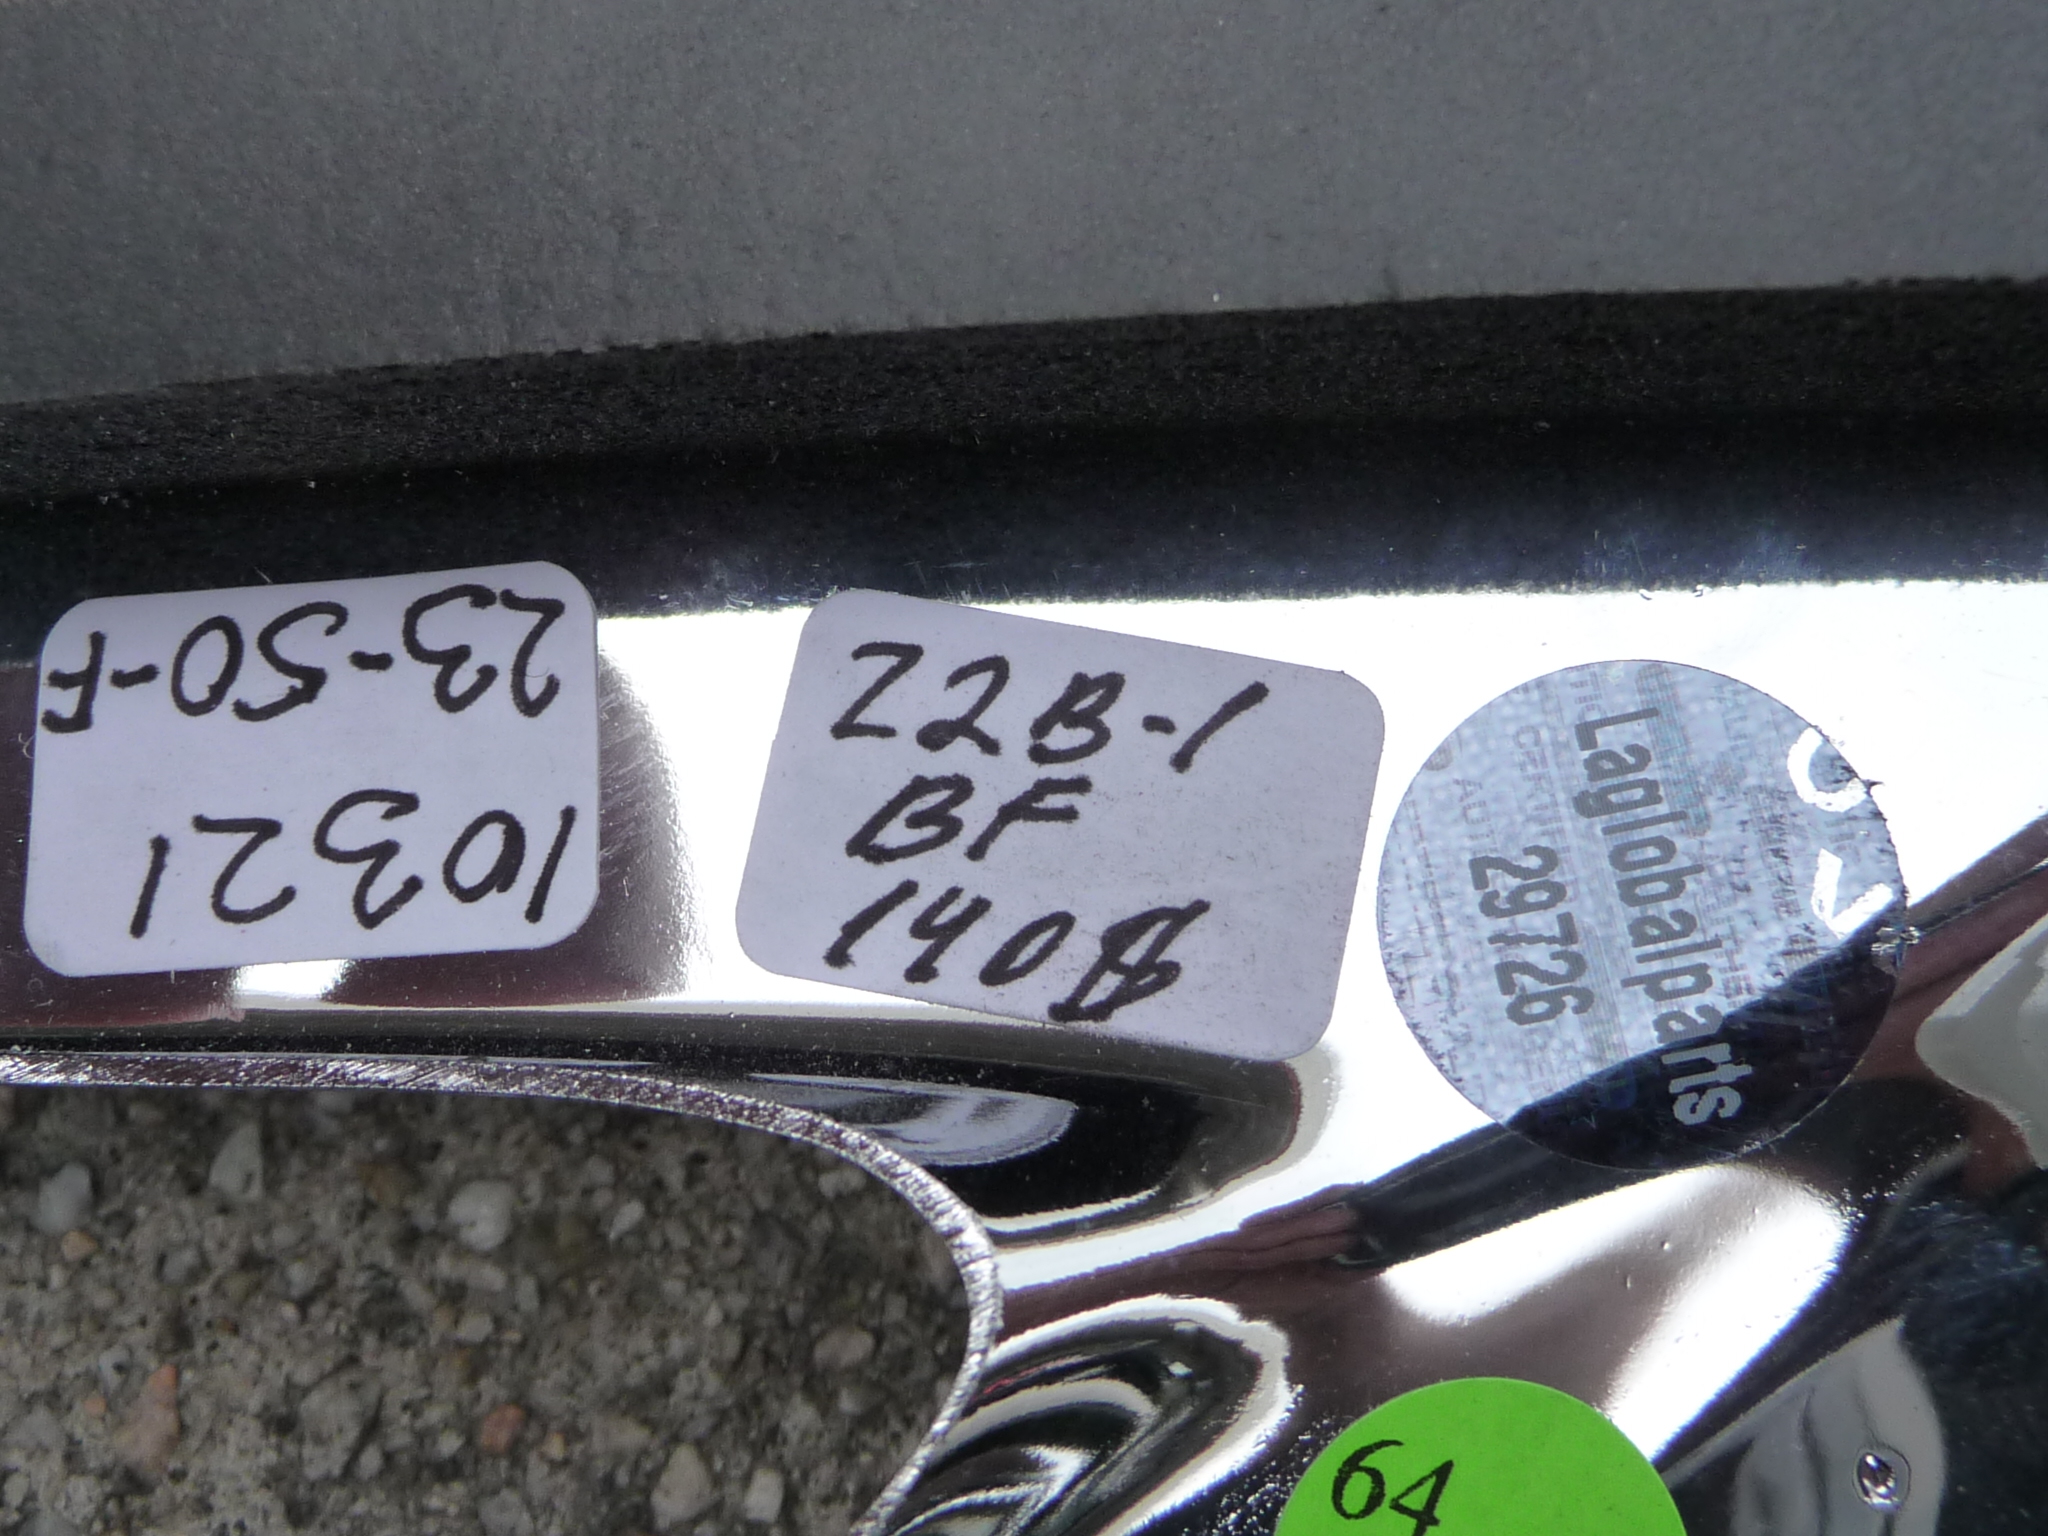 23-50-F
10321
Z2B-1
BF
1408
Laglobalparts
29726
64